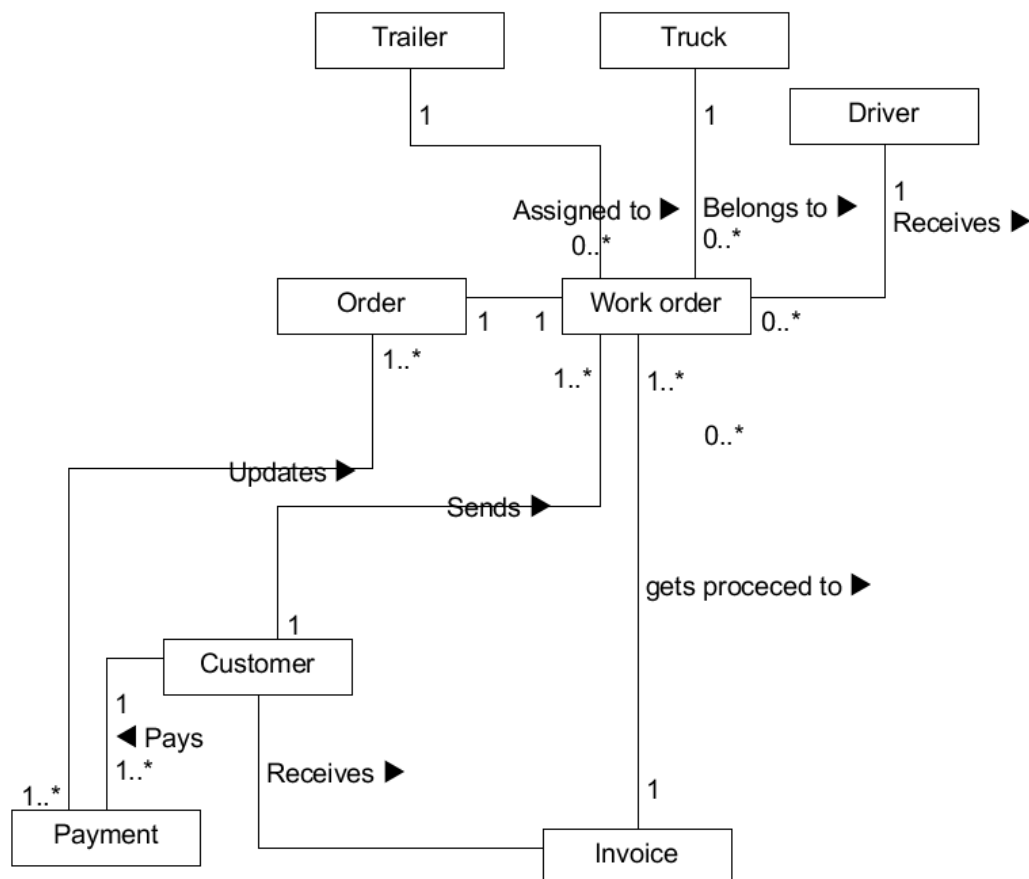 Trailer
Truck
Driver
1
1
1
Assigned to ▶
Belongs to ▶
Receives ▶
0..*
0..*
Order
Work order
1
1
0..*
1..*
1..*
1..*
0..*
Updates ▶
Sends ▶
gets proceced to ▶
1
Customer
1
◀ Pays
1..*
Receives ▶
1..*
1
Payment
Invoice